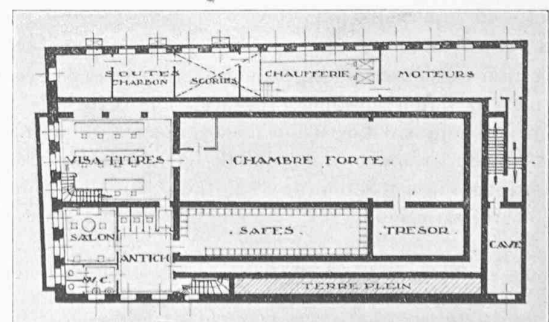 SOUTES
CHARBON
SCORIES
CHAUFFERIE
MOTEURS
VISA TITRES
CHAMBRE FORTE
SALON
ANTICH
SAFES
TRESOR
CAVE
W.C.
TERRE PLEIN